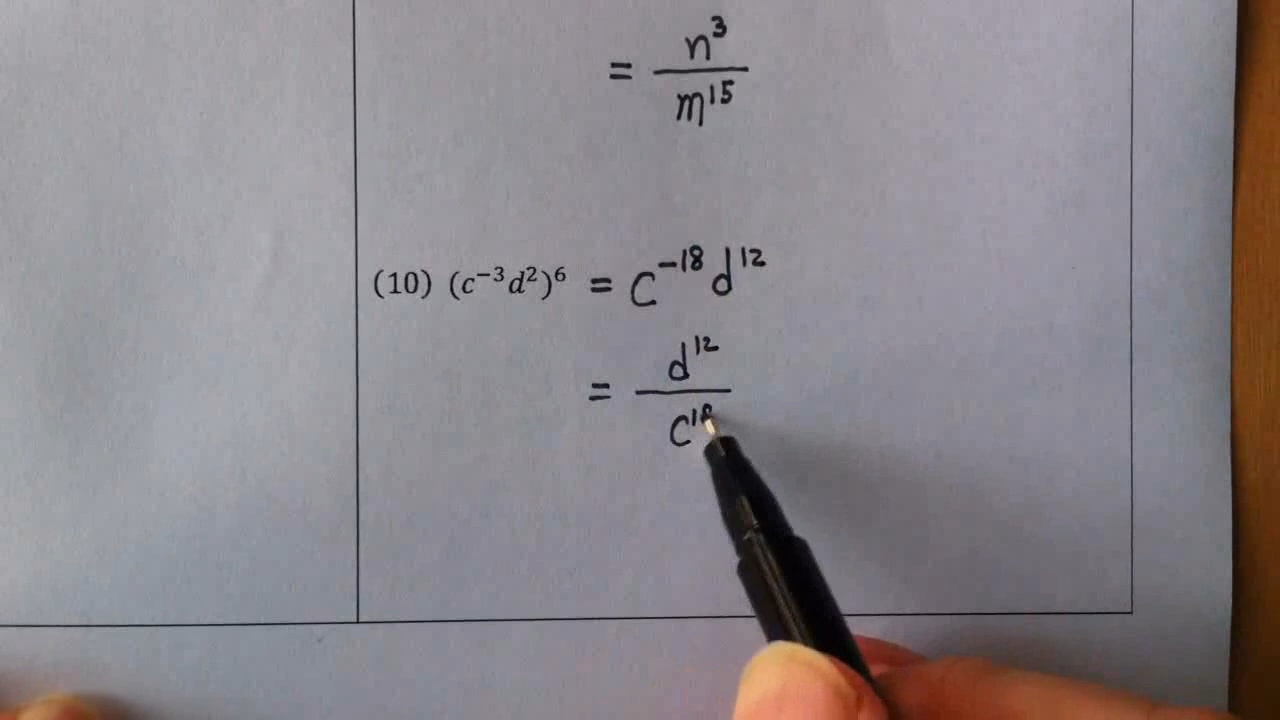 = n³/m¹⁵
(10) (c⁻³d²)⁶ = c⁻¹⁸d¹²
= d¹²/c¹⁸